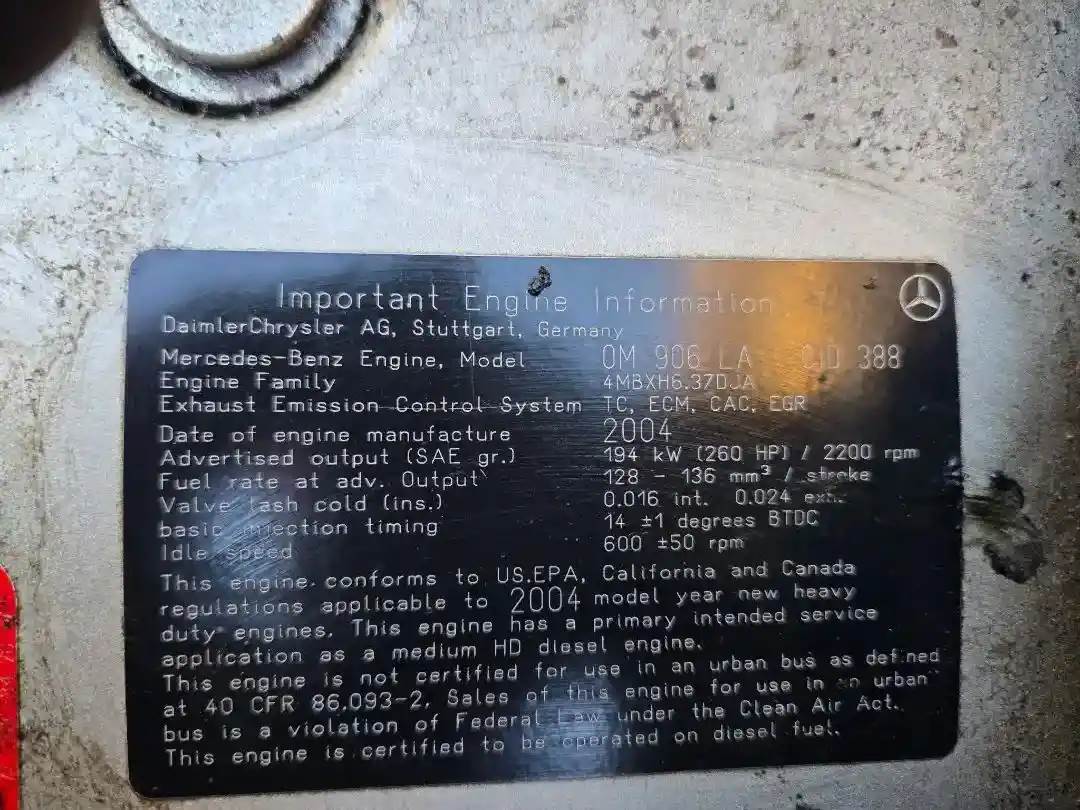 Important Engine Information
DaimlerChrysler AG, Stuttgart, Germany
Mercedes-Benz Engine, Model OM 906 LA CID 388
Engine Family 4MBXH6.37DJA
Exhaust Emission Control System TC, ECM, CAC, EGR
Date of engine manufacture 2004
Advertised output (SAE gr.) 194 kW (260 HP) / 2200 rpm
Fuel rate at adv. Output 128 - 136 mm³ / stroke
Valve lash cold (ins.) 0.016 int. 0.024 exh.
basic injection timing 14 ±1 degrees BTDC
Idle speed 600 ±50 rpm
This engine conforms to US.EPA, California and Canada
regulations applicable to 2004 model year new heavy
duty engines. This engine has a primary intended service
application as a medium HD diesel engine.
This engine is not certified for use in an urban bus as defined
at 40 CFR 86.093-2. Sales of this engine for use in an urban
bus is a violation of Federal Law under the Clean Air Act.
This engine is certified to be operated on diesel fuel.